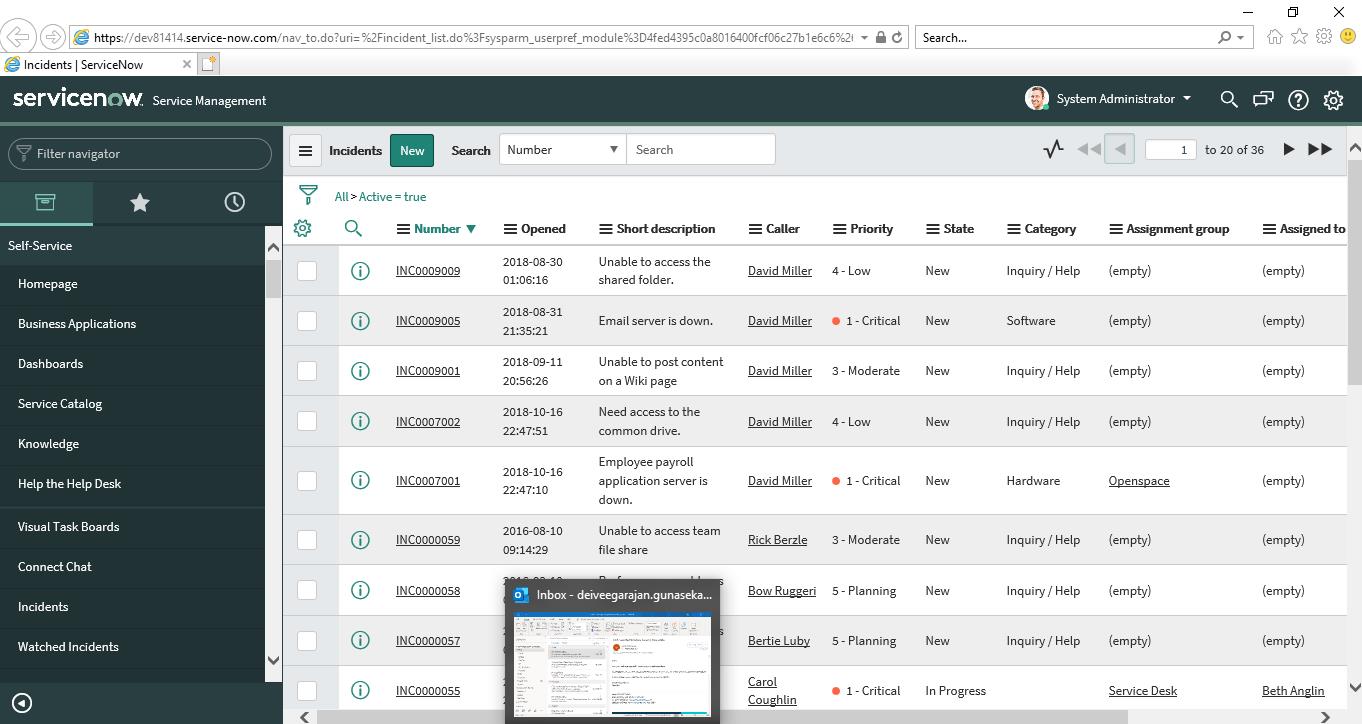 https://dev81414.service-now.com/nav_to.do?uri=%2Fincident_list.do%3Fsysparm_userpref_module%3D4fed4395c0a8016400fcf06c27b1e6c6%2
Search...
Incidents | ServiceNow
servicenow Service Management
System Administrator
Filter navigator
Self-Service
Homepage
Business Applications
Dashboards
Service Catalog
Knowledge
Help the Help Desk
Visual Task Boards
Connect Chat
Incidents
Watched Incidents
Incidents New Search Number Search 1 to 20 of 36
All > Active = true
Number Opened Short description Caller Priority State Category Assignment group Assigned to
INC0009009 2018-08-30 01:06:16 Unable to access the shared folder. David Miller 4 - Low New Inquiry / Help (empty) (empty)
INC0009005 2018-08-31 21:35:21 Email server is down. David Miller 1 - Critical New Software (empty) (empty)
INC0009001 2018-09-11 20:56:26 Unable to post content on a Wiki page David Miller 3 - Moderate New Inquiry / Help (empty) (empty)
INC0007002 2018-10-16 22:47:51 Need access to the common drive. David Miller 4 - Low New Inquiry / Help (empty) (empty)
INC0007001 2018-10-16 22:47:10 Employee payroll application server is down. David Miller 1 - Critical New Hardware Openspace (empty)
INC0000059 2016-08-10 09:14:29 Unable to access team file share Rick Berzle 3 - Moderate New Inquiry / Help (empty) (empty)
INC0000058 Bow Ruggeri 5 - Planning New Inquiry / Help (empty) (empty)
INC0000057 Bertie Luby 5 - Planning New Inquiry / Help (empty) (empty)
INC0000055 Carol Coughlin 1 - Critical In Progress Service Desk Beth Anglin
Inbox - deiveegarajan.gunaseka...